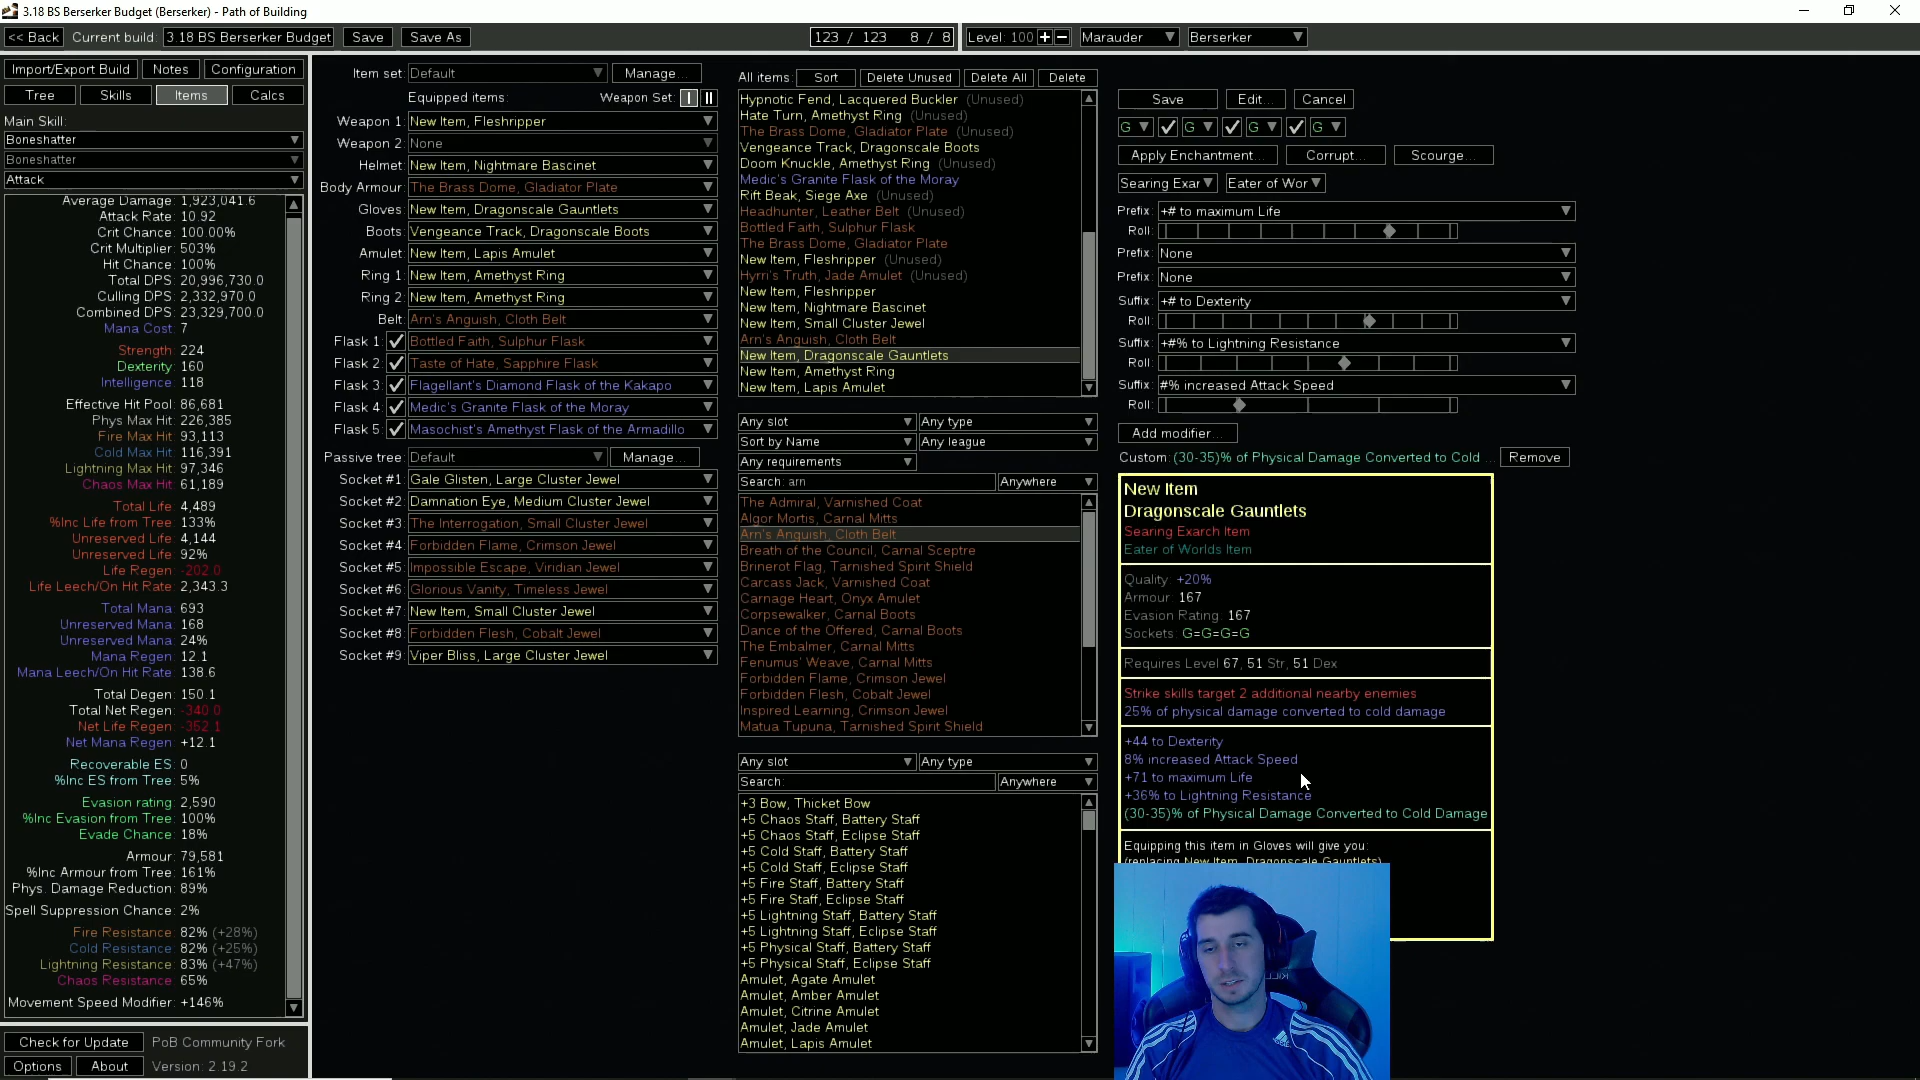 3.18 BS Berserker Budget (Berserker) - Path of Building
<< Back
Current build: 3.18 BS Berserker Budget
Save
Save As
123 / 123 8 / 8
Level: 100
Marauder
Berserker
Import/Export Build
Notes
Configuration
Tree
Skills
Items
Calcs
Main Skill:
Boneshatter
Boneshatter
Attack
Average Damage: 1,923,041.6
Attack Rate: 10.92
Crit Chance: 100.00%
Crit Multiplier: 503%
Hit Chance: 100%
Total DPS: 20,996,730.0
Culling DPS: 2,332,970.0
Combined DPS: 23,329,700.0
Mana Cost: 7
Strength: 224
Dexterity: 160
Intelligence: 118
Effective Hit Pool: 86,681
Phys Max Hit: 226,385
Fire Max Hit: 93,113
Cold Max Hit: 116,391
Lightning Max Hit: 97,346
Chaos Max Hit: 61,189
Total Life: 4,489
%Inc Life from Tree: 133%
Unreserved Life: 4,144
Unreserved Life: 92%
Life Regen: -202.0
Life Leech/On Hit Rate: 2,343.3
Total Mana: 693
Unreserved Mana: 168
Unreserved Mana: 24%
Mana Regen: 12.1
Mana Leech/On Hit Rate: 138.6
Total Degen: 150.1
Total Net Regen: -340.0
Net Life Regen: -352.1
Net Mana Regen: +12.1
Recoverable ES: 0
%Inc ES from Tree: 5%
Evasion rating: 2,590
%Inc Evasion from Tree: 100%
Evade Chance: 18%
Armour: 79,581
%Inc Armour from Tree: 161%
Phys. Damage Reduction: 89%
Spell Suppression Chance: 2%
Fire Resistance: 82% (+28%)
Cold Resistance: 82% (+25%)
Lightning Resistance: 83% (+47%)
Chaos Resistance: 65%
Movement Speed Modifier: +146%
Check for Update
PoB Community Fork
Options
About
Version: 2.19.2
Item set: Default
Manage...
Equipped items:
Weapon Set: I II
Weapon 1: New Item, Fleshripper
Weapon 2: None
Helmet: New Item, Nightmare Bascinet
Body Armour: The Brass Dome, Gladiator Plate
Gloves: New Item, Dragonscale Gauntlets
Boots: Vengeance Track, Dragonscale Boots
Amulet: New Item, Lapis Amulet
Ring 1: New Item, Amethyst Ring
Ring 2: New Item, Amethyst Ring
Belt: Arn's Anguish, Cloth Belt
Flask 1: Bottled Faith, Sulphur Flask
Flask 2: Taste of Hate, Sapphire Flask
Flask 3: Flagellant's Diamond Flask of the Kakapo
Flask 4: Medic's Granite Flask of the Moray
Flask 5: Masochist's Amethyst Flask of the Armadillo
Passive tree: Default
Manage...
Socket #1: Gale Glisten, Large Cluster Jewel
Socket #2: Damnation Eye, Medium Cluster Jewel
Socket #3: The Interrogation, Small Cluster Jewel
Socket #4: Forbidden Flame, Crimson Jewel
Socket #5: Impossible Escape, Viridian Jewel
Socket #6: Glorious Vanity, Timeless Jewel
Socket #7: New Item, Small Cluster Jewel
Socket #8: Forbidden Flesh, Cobalt Jewel
Socket #9: Viper Bliss, Large Cluster Jewel
All items:
Sort
Delete Unused
Delete All
Delete
Hypnotic Fend, Lacquered Buckler (Unused)
Hate Turn, Amethyst Ring (Unused)
The Brass Dome, Gladiator Plate (Unused)
Vengeance Track, Dragonscale Boots
Doom Knuckle, Amethyst Ring (Unused)
Medic's Granite Flask of the Moray
Rift Beak, Siege Axe (Unused)
Headhunter, Leather Belt (Unused)
Bottled Faith, Sulphur Flask
The Brass Dome, Gladiator Plate
New Item, Fleshripper (Unused)
Hyrri's Truth, Jade Amulet (Unused)
New Item, Fleshripper
New Item, Nightmare Bascinet
New Item, Small Cluster Jewel
Arn's Anguish, Cloth Belt
New Item, Dragonscale Gauntlets
New Item, Amethyst Ring
New Item, Lapis Amulet
Any slot
Any type
Sort by Name
Any league
Any requirements
Search: arn
Anywhere
The Admiral, Varnished Coat
Algor Mortis, Carnal Mitts
Arn's Anguish, Cloth Belt
Breath of the Council, Carnal Sceptre
Brinerot Flag, Tarnished Spirit Shield
Carcass Jack, Varnished Coat
Carnage Heart, Onyx Amulet
Corpsewalker, Carnal Boots
Dance of the Offered, Carnal Boots
The Embalmer, Carnal Mitts
Fenumus' Weave, Carnal Mitts
Forbidden Flame, Crimson Jewel
Forbidden Flesh, Cobalt Jewel
Inspired Learning, Crimson Jewel
Matua Tupuna, Tarnished Spirit Shield
Any slot
Any type
Search:
Anywhere
+3 Bow, Thicket Bow
+5 Chaos Staff, Battery Staff
+5 Chaos Staff, Eclipse Staff
+5 Cold Staff, Battery Staff
+5 Cold Staff, Eclipse Staff
+5 Fire Staff, Battery Staff
+5 Fire Staff, Eclipse Staff
+5 Lightning Staff, Battery Staff
+5 Lightning Staff, Eclipse Staff
+5 Physical Staff, Battery Staff
+5 Physical Staff, Eclipse Staff
Amulet, Agate Amulet
Amulet, Amber Amulet
Amulet, Citrine Amulet
Amulet, Jade Amulet
Amulet, Lapis Amulet
Save
Edit...
Cancel
G G G G
Apply Enchantment...
Corrupt...
Scourge...
Searing Exar
Eater of Wor
Prefix: +# to maximum Life
Roll:
Prefix: None
Prefix: None
Suffix: +# to Dexterity
Roll:
Suffix: +#% to Lightning Resistance
Roll:
Suffix: #% increased Attack Speed
Roll:
Add modifier...
Custom: (30-35)% of Physical Damage Converted to Cold ...
Remove
New Item
Dragonscale Gauntlets
Searing Exarch Item
Eater of Worlds Item
Quality: +20%
Armour: 167
Evasion Rating: 167
Sockets: G=G=G=G
Requires Level 67, 51 Str, 51 Dex
Strike skills target 2 additional nearby enemies
25% of physical damage converted to cold damage
+44 to Dexterity
8% increased Attack Speed
+71 to maximum Life
+36% to Lightning Resistance
(30-35)% of Physical Damage Converted to Cold Damage
Equipping this item in Gloves will give you:
(replacing New Item, Dragonscale Gauntlets)